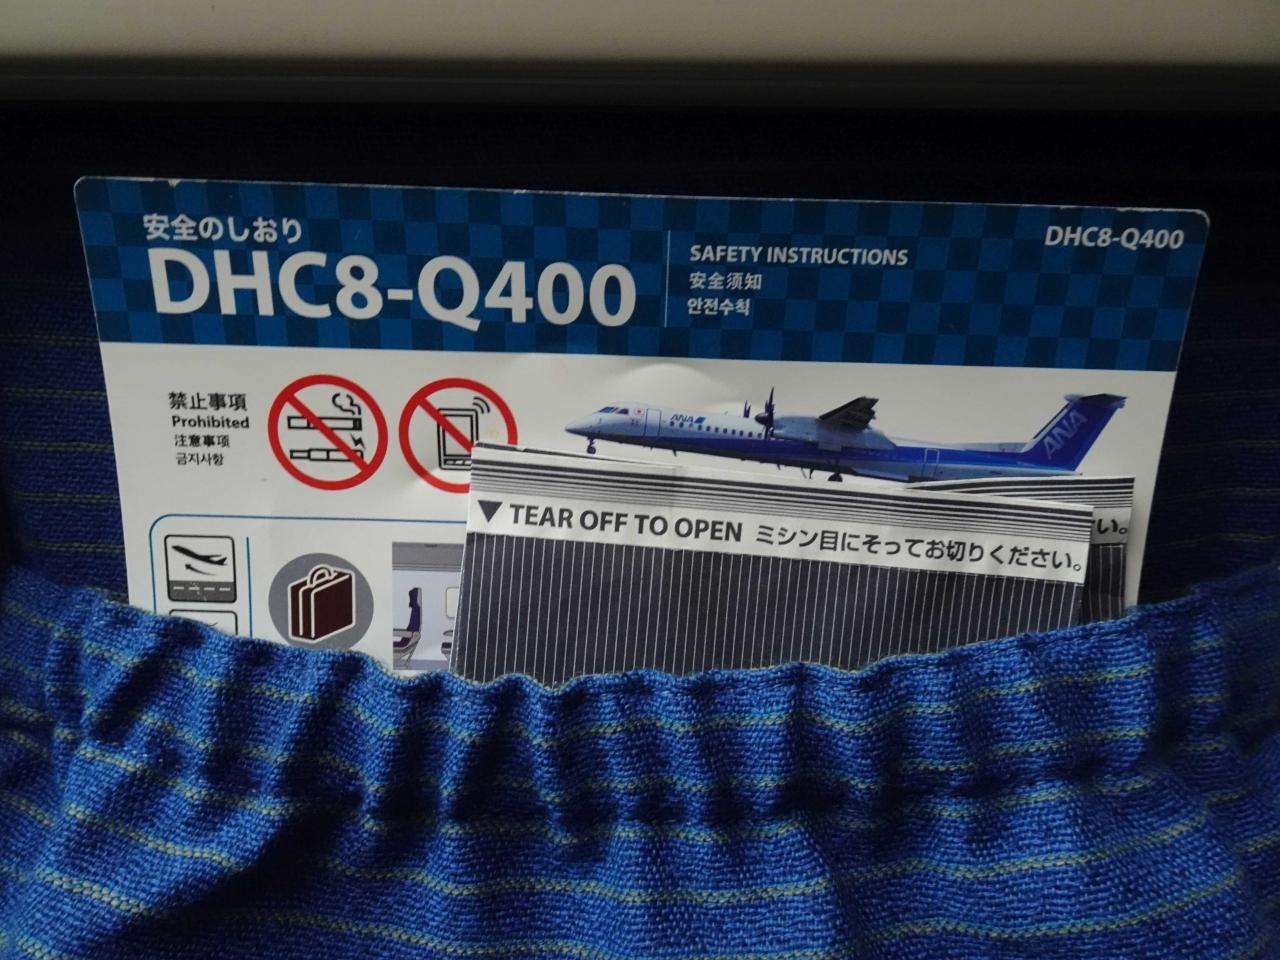 安全のしおり
DHC8-Q400
SAFETY INSTRUCTIONS
安全须知
안전수칙
DHC8-Q400
禁止事項
Prohibited
注意事項
금지사항
ANA
ANA
▼ TEAR OFF TO OPEN ミシン目にそってお切りください。
い。